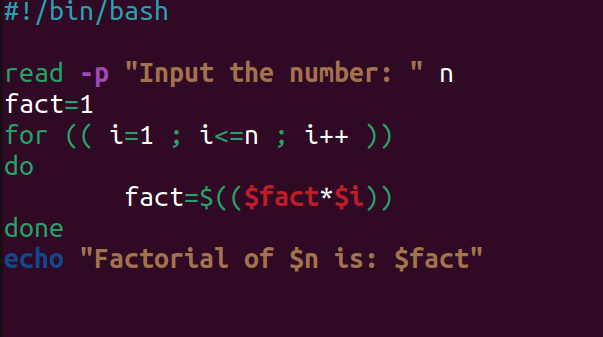 #!/bin/bash

read -p "Input the number: " n
fact=1
for (( i=1 ; i<=n ; i++ ))
do
        fact=$(($fact*$i))
done
echo "Factorial of $n is: $fact"